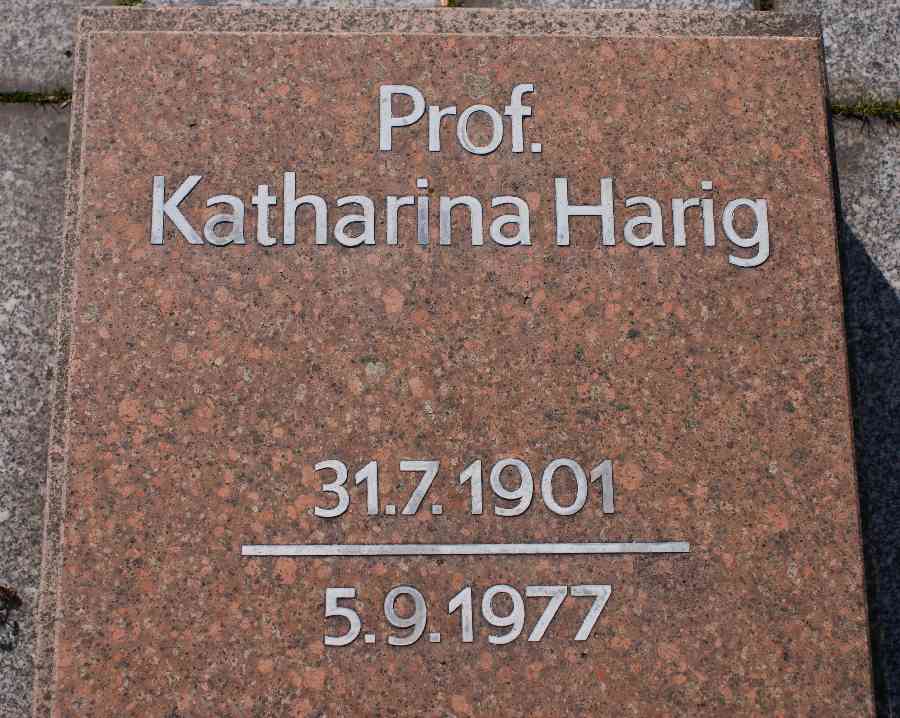 Prof.
Katharina Harig
31.7.1901
5.9.1977